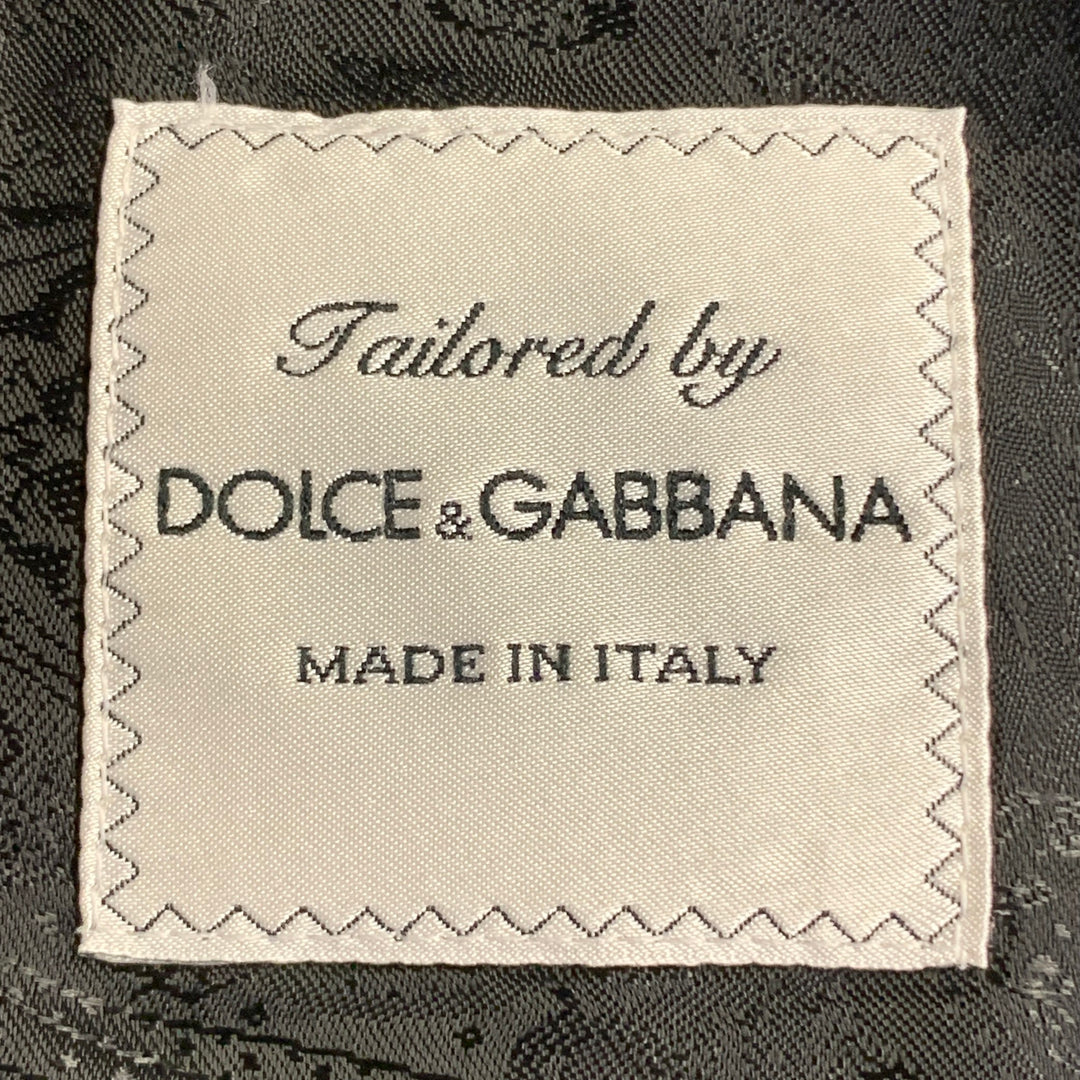 Tailored by
DOLCE & GABBANA
MADE IN ITALY